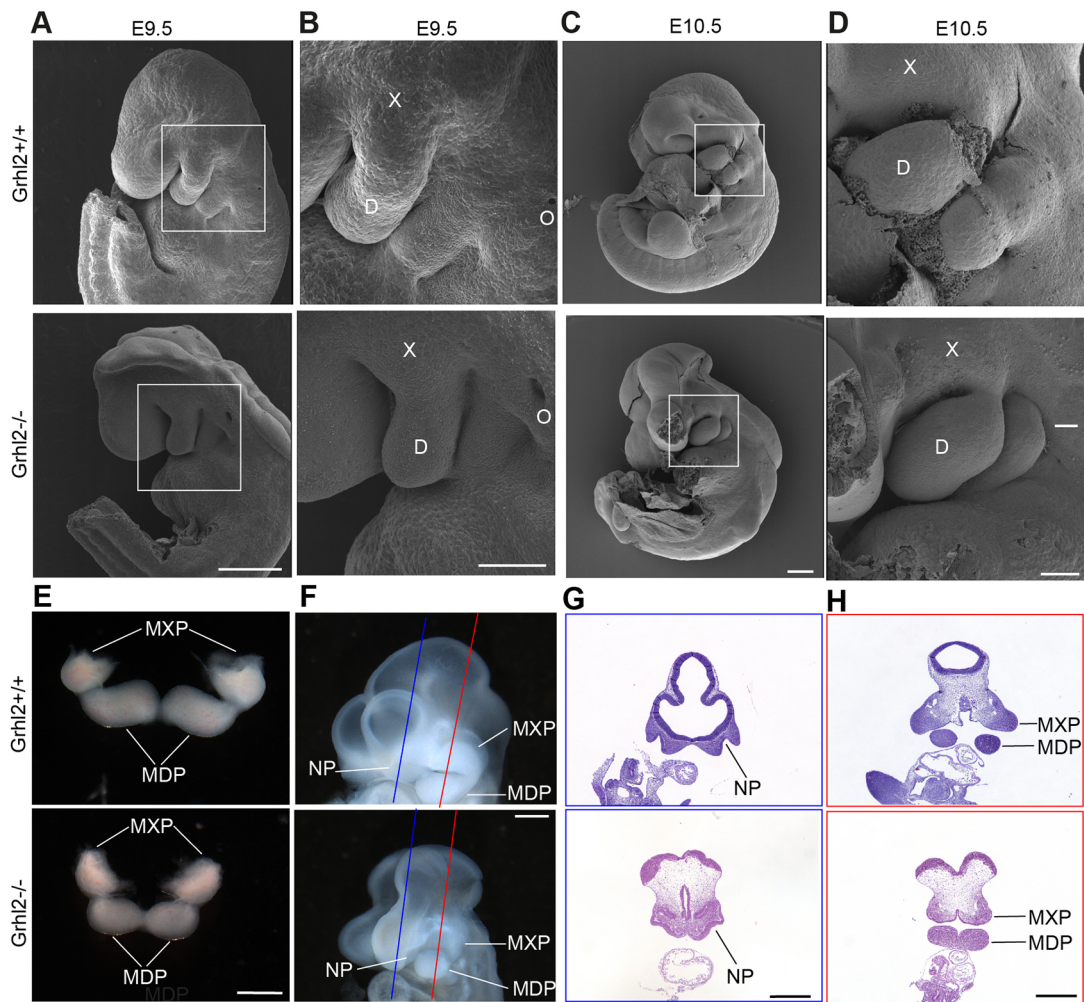 A
B
C
D
E9.5
E9.5
E10.5
E10.5
Grhl2+/+
X
D
O
X
D
Grhl2-/-
X
D
O
X
D
E
F
G
H
Grhl2+/+
MXP
MDP
MXP
NP
MDP
NP
MXP
MDP
Grhl2-/-
MXP
MDP
MDP
MXP
NP
MDP
NP
MXP
MDP